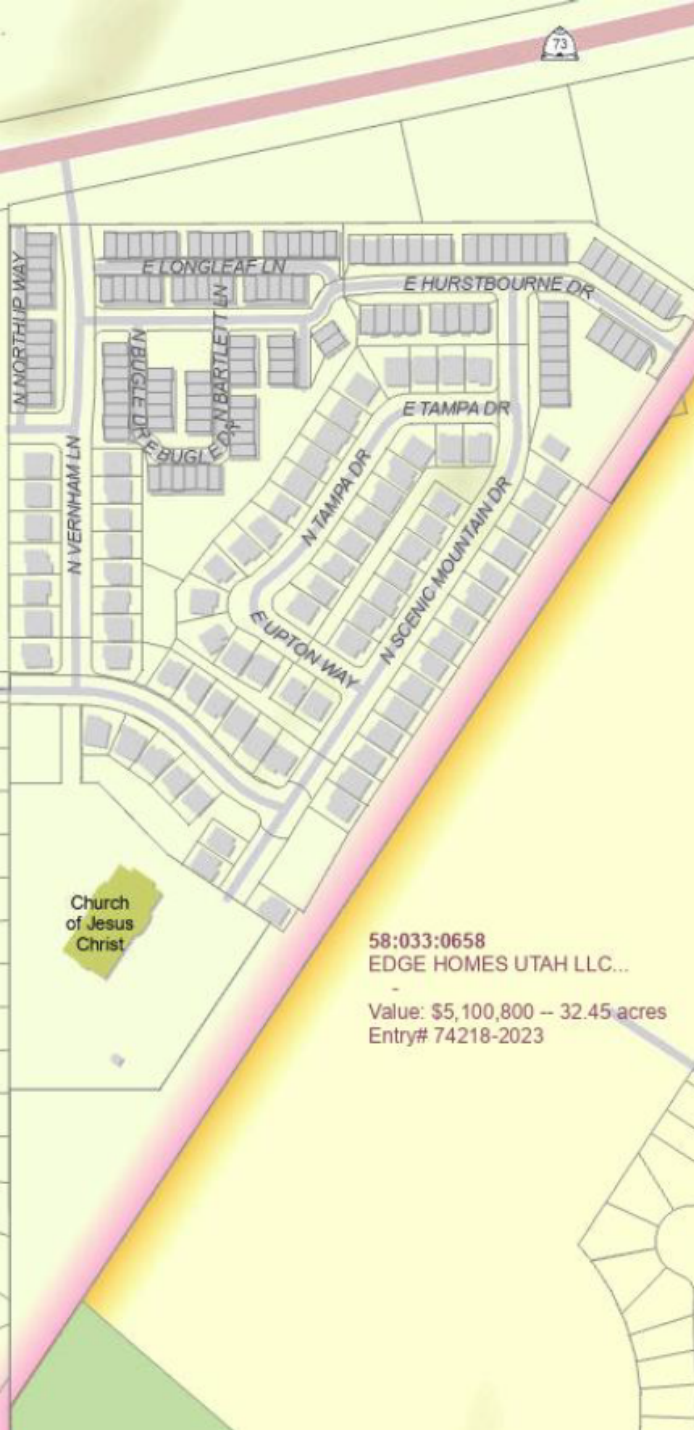 73
E LONGLEAF LN
E HURSTBOURNE DR
N NORTHUP WAY
N BARTLETT LN
N BUGLE DR
E BUGLE DR
E TAMPA DR
N TAMPA DR
N VERNHAM LN
N SCENIC MOUNTAIN DR
E UPTON WAY
Church
of Jesus
Christ
58:033:0658
EDGE HOMES UTAH LLC...
-
Value: $5,100,800 -- 32.45 acres
Entry# 74218-2023